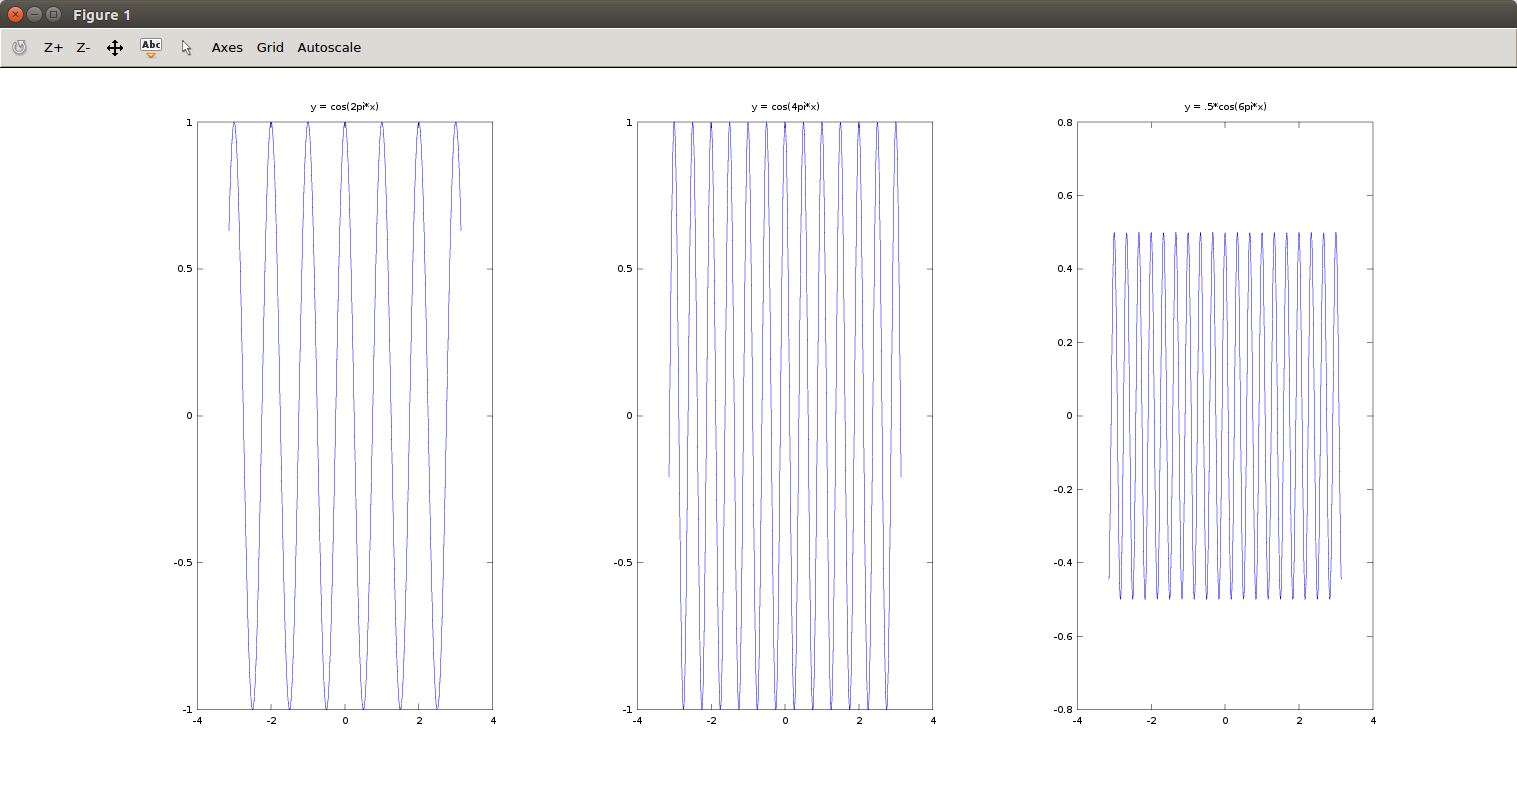 Figure 1
Z+ Z- Abc Axes Grid Autoscale
y = cos(2pi*x)
1
0.5
0
-0.5
-1
-4 -2 0 2 4
y = cos(4pi*x)
1
0.5
0
-0.5
-1
-4 -2 0 2 4
y = .5*cos(6pi*x)
0.8
0.6
0.4
0.2
0
-0.2
-0.4
-0.6
-0.8
-4 -2 0 2 4